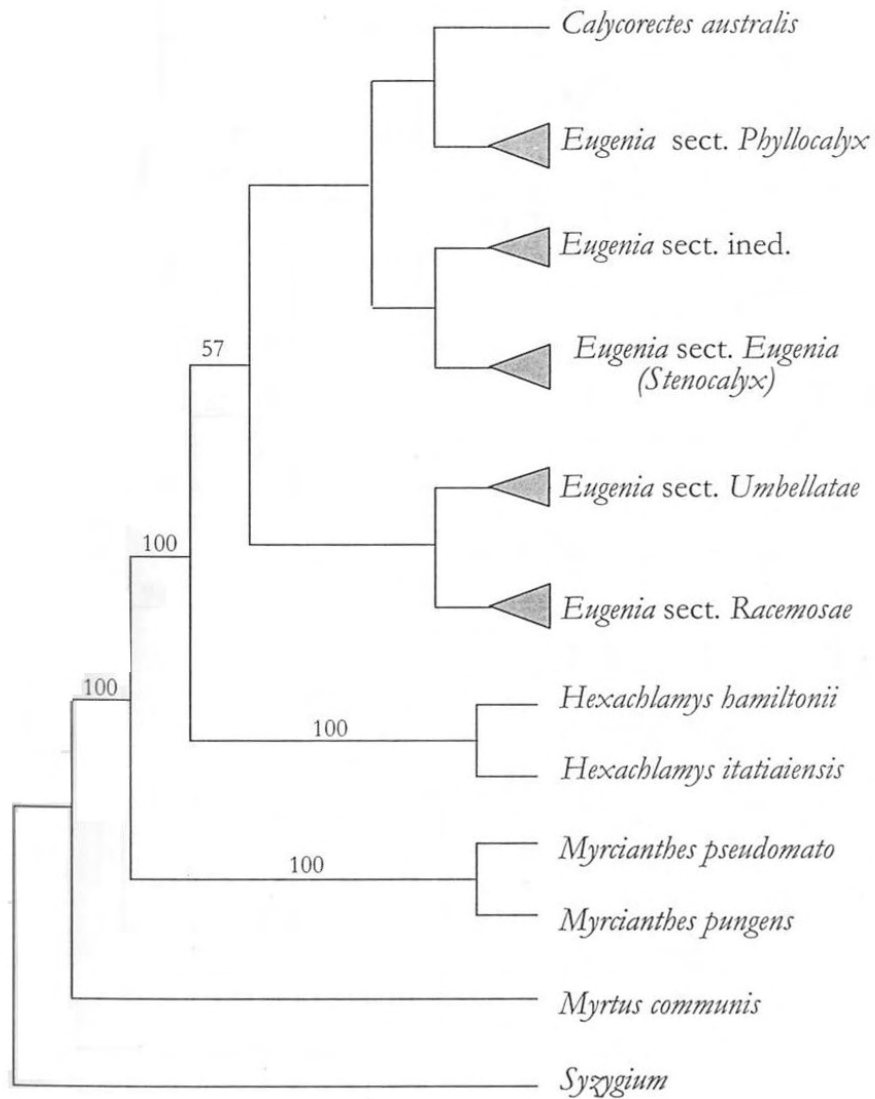 Calycorectes australis
Eugenia sect. Phyllocalyx
Eugenia sect. ined.
57
Eugenia sect. Eugenia
(Stenocalyx)
Eugenia sect. Umbellatae
100
Eugenia sect. Racemosae
100
Hexachlamys hamiltonii
100
Hexachlamys itatiaiensis
Myrcianthes pseudomato
100
Myrcianthes pungens
Myrtus communis
Syzygium